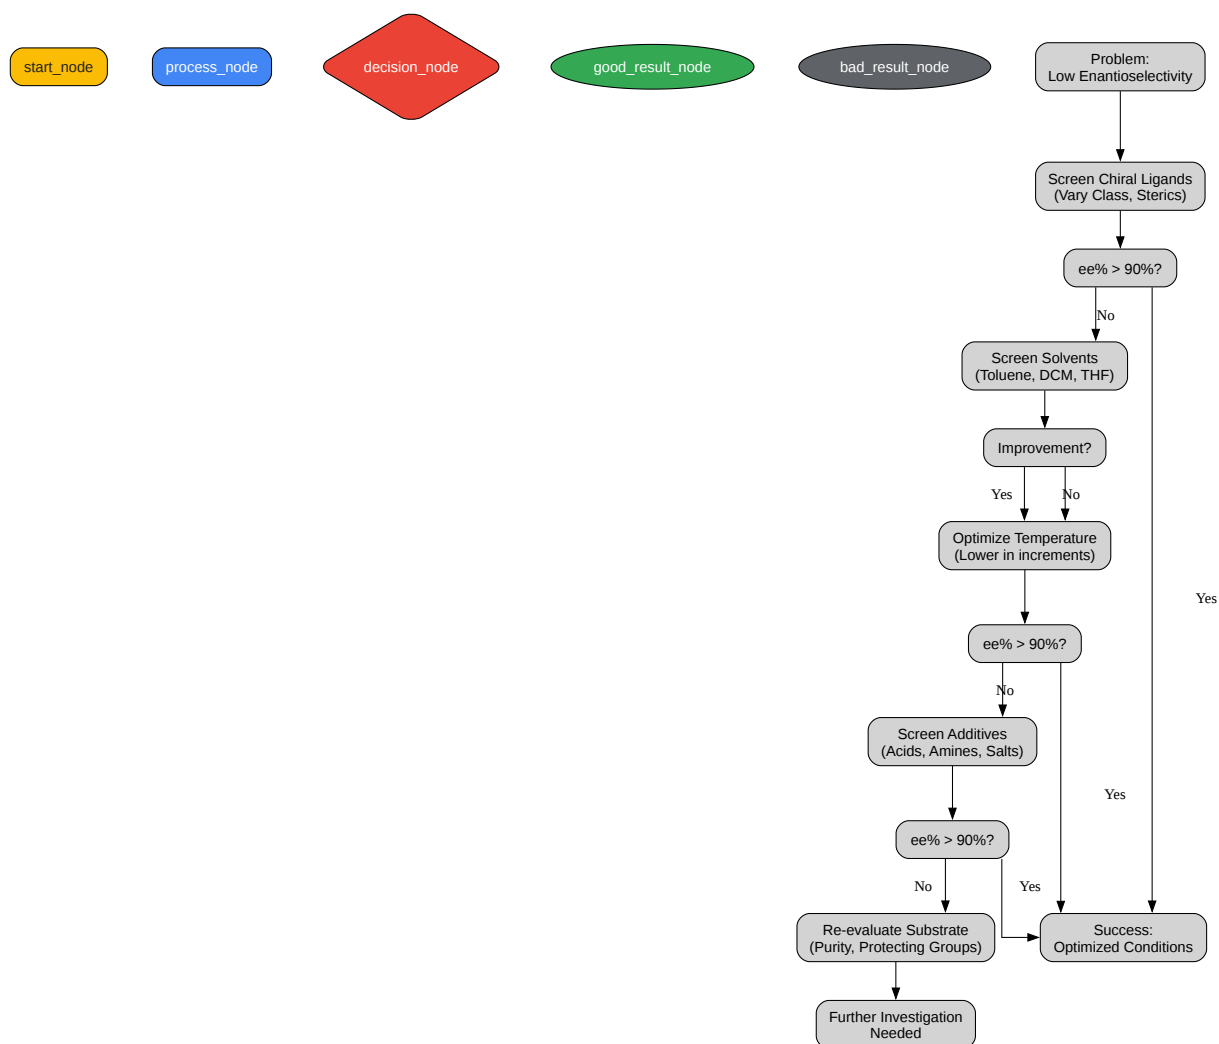 start_node
process_node
decision_node
good_result_node
bad_result_node
Problem:
Low Enantioselectivity
Screen Chiral Ligands
(Vary Class, Sterics)
ee% > 90%?
No
Screen Solvents
(Toluene, DCM, THF)
Improvement?
Yes
No
Optimize Temperature
(Lower in increments)
Yes
ee% > 90%?
No
Screen Additives
(Acids, Amines, Salts)
Yes
ee% > 90%?
No
Yes
Re-evaluate Substrate
(Purity, Protecting Groups)
Success:
Optimized Conditions
Further Investigation
Needed